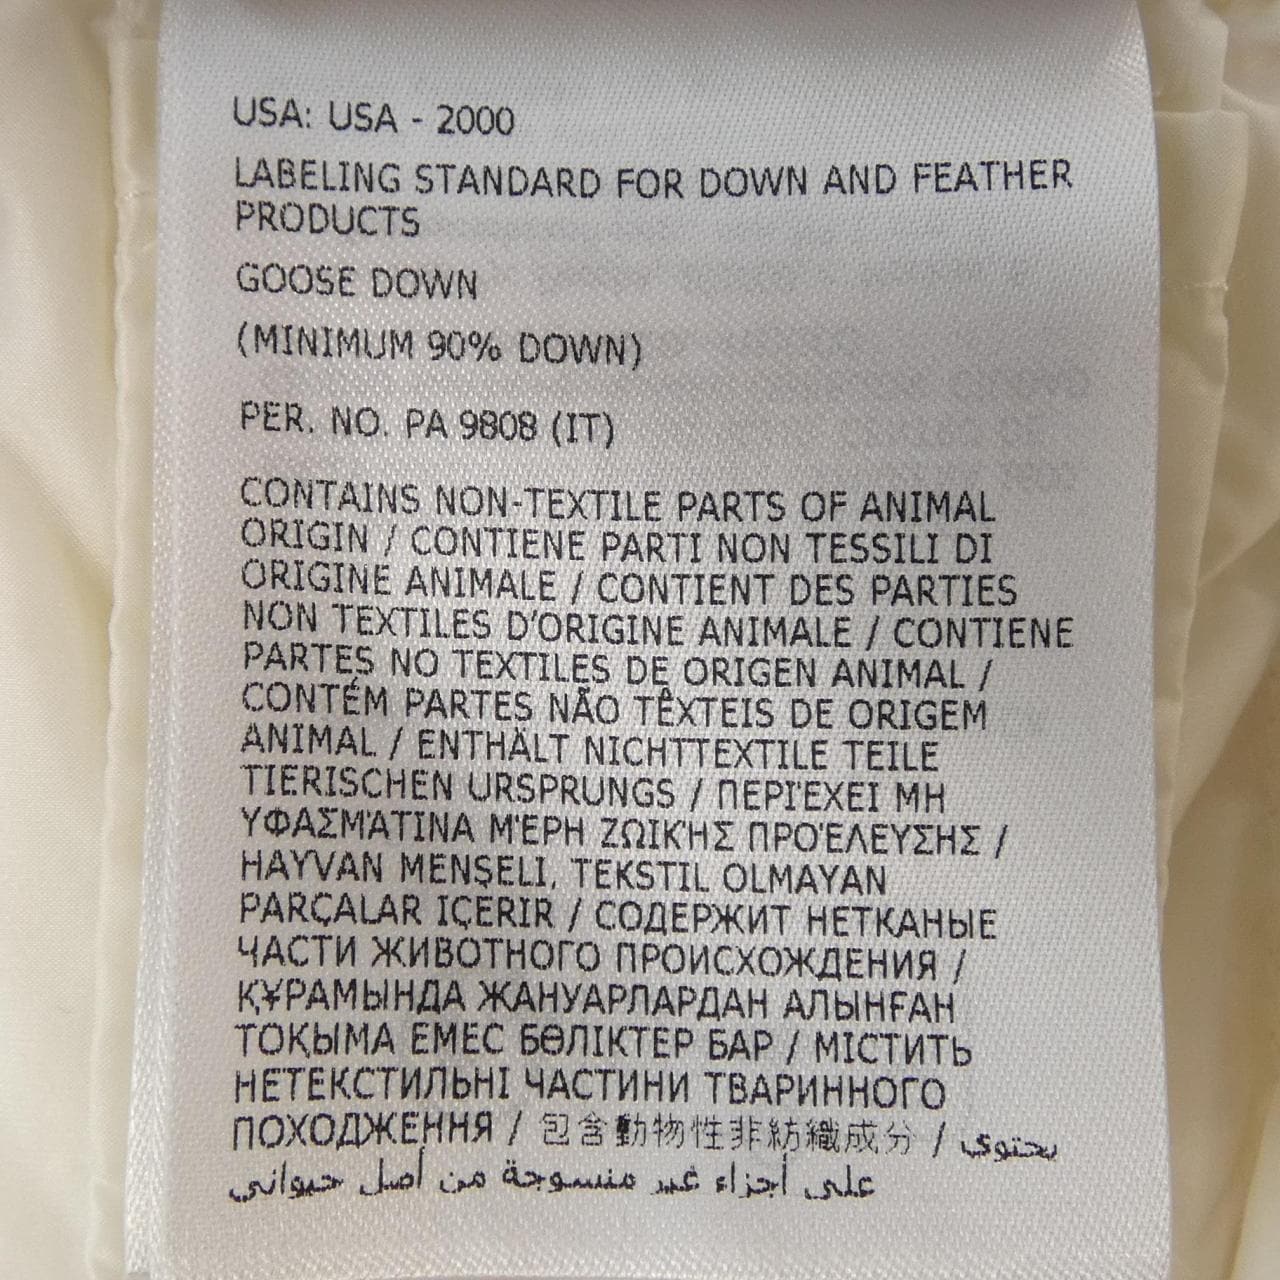 USA: USA - 2000
LABELING STANDARD FOR DOWN AND FEATHER
PRODUCTS
GOOSE DOWN
(MINIMUM 90% DOWN)
PER. NO. PA 9808 (IT)
CONTAINS NON-TEXTILE PARTS OF ANIMAL
ORIGIN / CONTIENE PARTI NON TESSILI DI
ORIGINE ANIMALE / CONTIENT DES PARTIES
NON TEXTILES D'ORIGINE ANIMALE / CONTIENE
PARTES NO TEXTILES DE ORIGEN ANIMAL /
CONTÉM PARTES NÃO TÊXTEIS DE ORIGEM
ANIMAL / ENTHÄLT NICHTTEXTILE TEILE
TIERISCHEN URSPRUNGS / ΠΕΡΙΈΧΕΙ ΜΗ
ΥΦΑΣΜΆΤΙΝΑ ΜΈΡΗ ΖΩΙΚΉΣ ΠΡΟΈΛΕΥΣΗΣ /
HAYVAN MENŞELI, TEKSTIL OLMAYAN
PARÇALAR IÇERIR / СОДЕРЖИТ НЕТКАНЫЕ
ЧАСТИ ЖИВОТНОГО ПРОИСХОЖДЕНИЯ /
ҚҰРАМЫНДА ЖАНУАРЛАРДАН АЛЫНҒАН
ТОҚЫМА ЕМЕС БӨЛІКТЕР БАР / МІСТИТЬ
НЕТЕКСТИЛЬНІ ЧАСТИНИ ТВАРИННОГО
ПОХОДЖЕННЯ / 包含動物性非紡織成分 / يحتوي
على أجزاء غير منسوجة من أصل حيواني